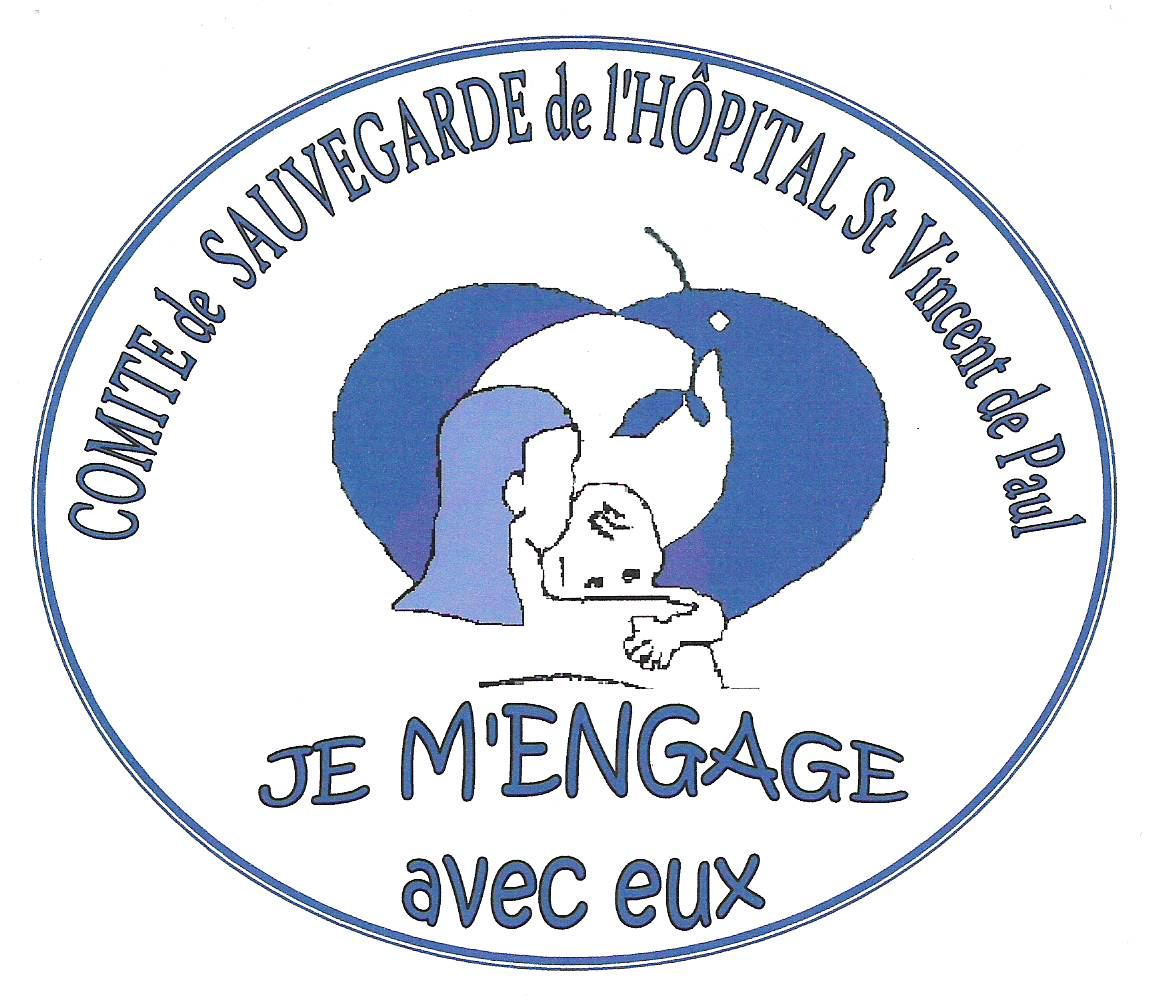 COMITE de SAUVEGARDE de l'HÔPITAL St Vincent de Paul
JE M'ENGAGE
avec eux